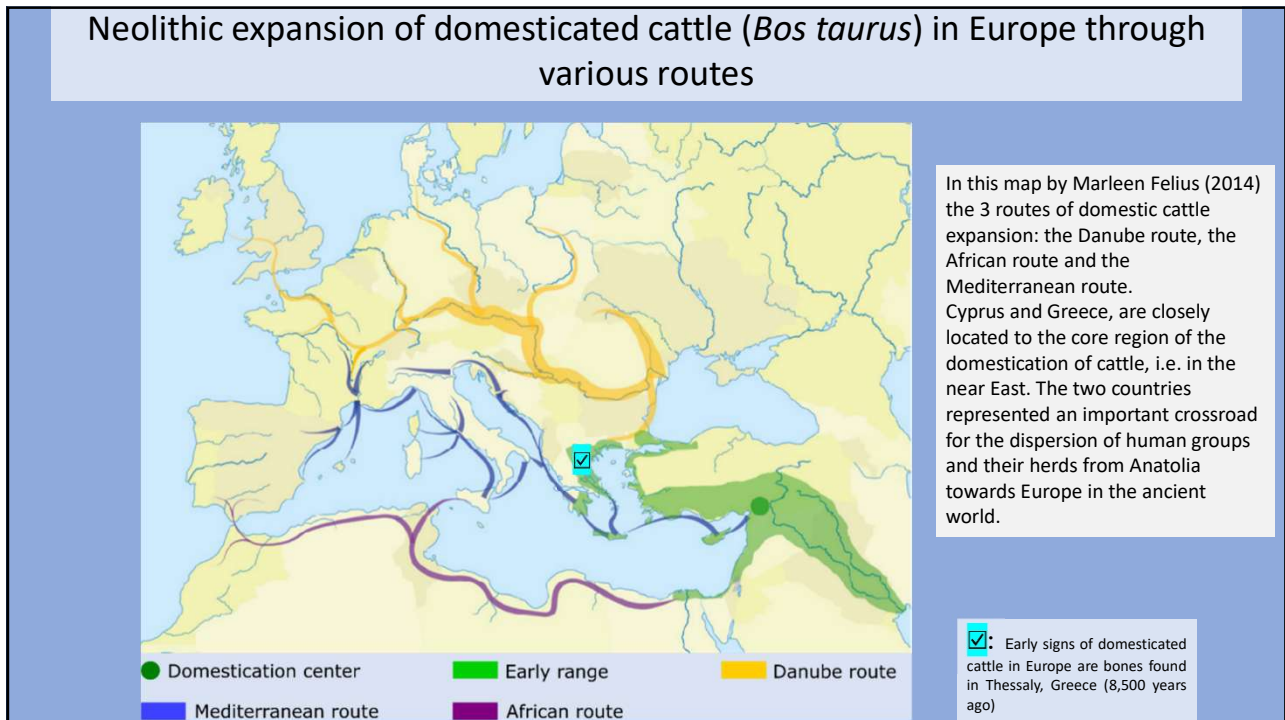 Neolithic expansion of domesticated cattle (Bos taurus) in Europe through
various routes
In this map by Marleen Felius (2014)
the 3 routes of domestic cattle
expansion: the Danube route, the
African route and the
Mediterranean route.
Cyprus and Greece, are closely
located to the core region of the
domestication of cattle, i.e. in the
near East. The two countries
represented an important crossroad
for the dispersion of human groups
and their herds from Anatolia
towards Europe in the ancient
world.
☑
☑: Early signs of domesticated
cattle in Europe are bones found
in Thessaly, Greece (8,500 years
ago)
Domestication center Early range Danube route
Mediterranean route African route